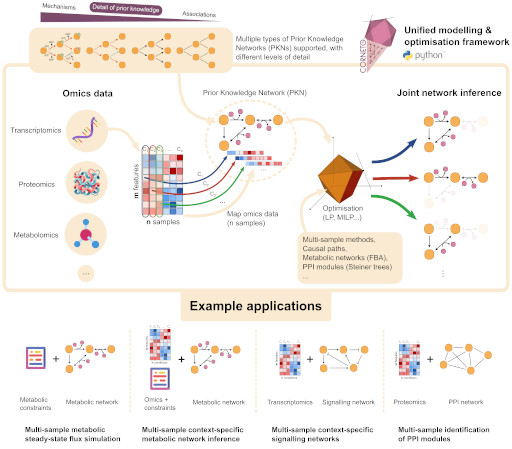 Mechanisms
Detail of prior knowledge
Associations
Multiple types of Prior Knowledge
Networks (PKNs) supported, with
different levels of detail
CORNETO
Unified modelling &
optimisation framework
python
Omics data
Prior Knowledge Network (PKN)
Joint network inference
Transcriptomics
Proteomics
Metabolomics
...
m features
n samples
Map omics data
(n samples)
...
Optimisation
(LP, MILP...)
Multi-sample methods,
Causal paths,
Metabolic networks (FBA),
PPI modules (Steiner trees)
...
(n samples)
Example applications
+
+
+
+
Metabolic
constraints
Metabolic network
Omics +
constraints
Metabolic network
Transcriptomics
Signalling network
Proteomics
PPI network
Multi-sample metabolic
steady-state flux simulation
Multi-sample context-specific
metabolic network inference
Multi-sample context-specific
signalling networks
Multi-sample identification
of PPI modules